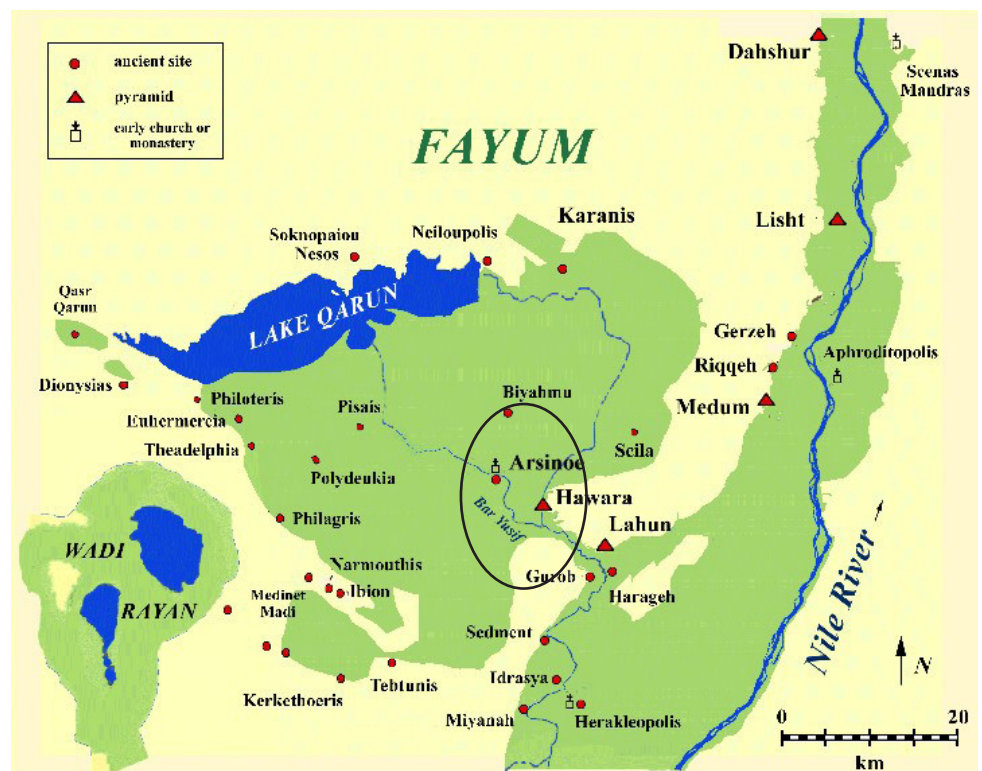 ancient site
pyramid
early church or
monastery
FAYUM
Dahshur
Scenas
Mandras
Lisht
Karanis
Neiloupolis
Soknopaiou
Nesos
Qasr
Qarun
LAKE QARUN
Gerzeh
Riqqeh
Aphroditopolis
Medum
Dionysias
Philoteris
Euhermercia
Theadelphia
Pisais
Biyahmu
Polydeukia
Scila
Arsinoe
Hawara
Bar Yusif
Lahun
Philagris
WADI
RAYAN
Narmouthis
Ibion
Medinet
Madi
Gurob
Harageh
Nile River
Sedment
Idrasya
Tebtunis
Kerkethoeris
Miyanah
Herakleopolis
N
0 20
km